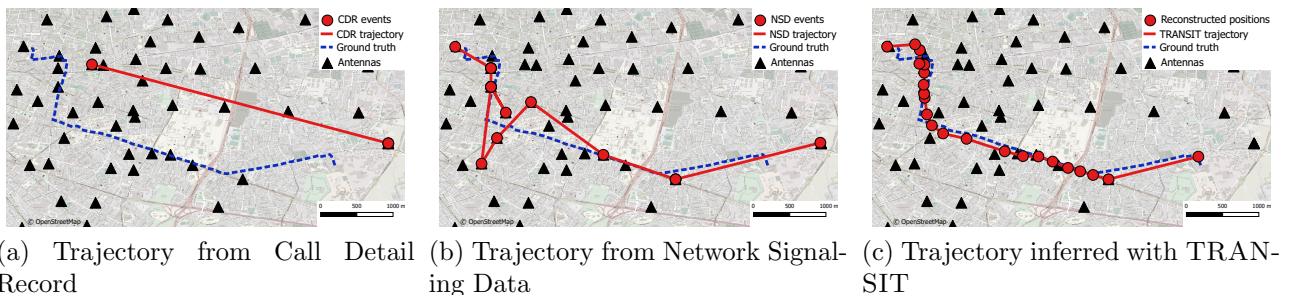 CDR events
CDR trajectory
Ground truth
Antennas
© OpenStreetMap
0 500 1000 m
NSD events
NSD trajectory
Ground truth
Antennas
© OpenStreetMap
0 500 1000 m
Reconstructed positions
TRANSIT trajectory
Ground truth
Antennas
© OpenStreetMap
0 500 1000 m
(a) Trajectory from Call Detail
Record
(b) Trajectory from Network Signal-
ing Data
(c) Trajectory inferred with TRAN-
SIT